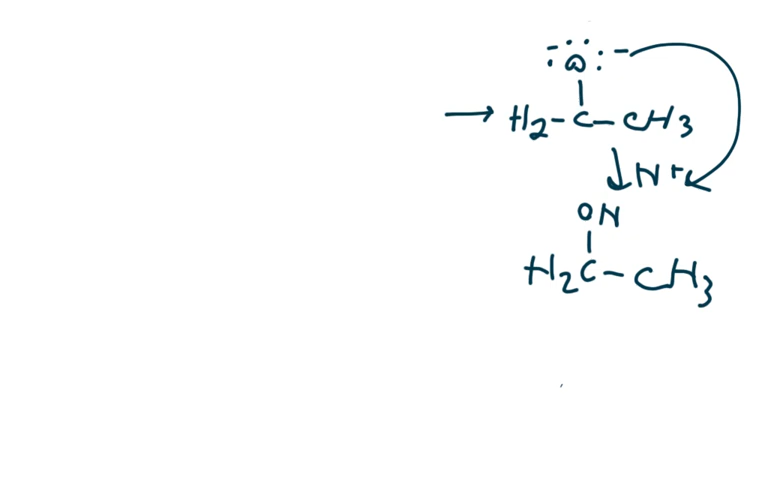 -:Ö:-
→ H2-C-CH3
↓H+
OH
H2C-CH3